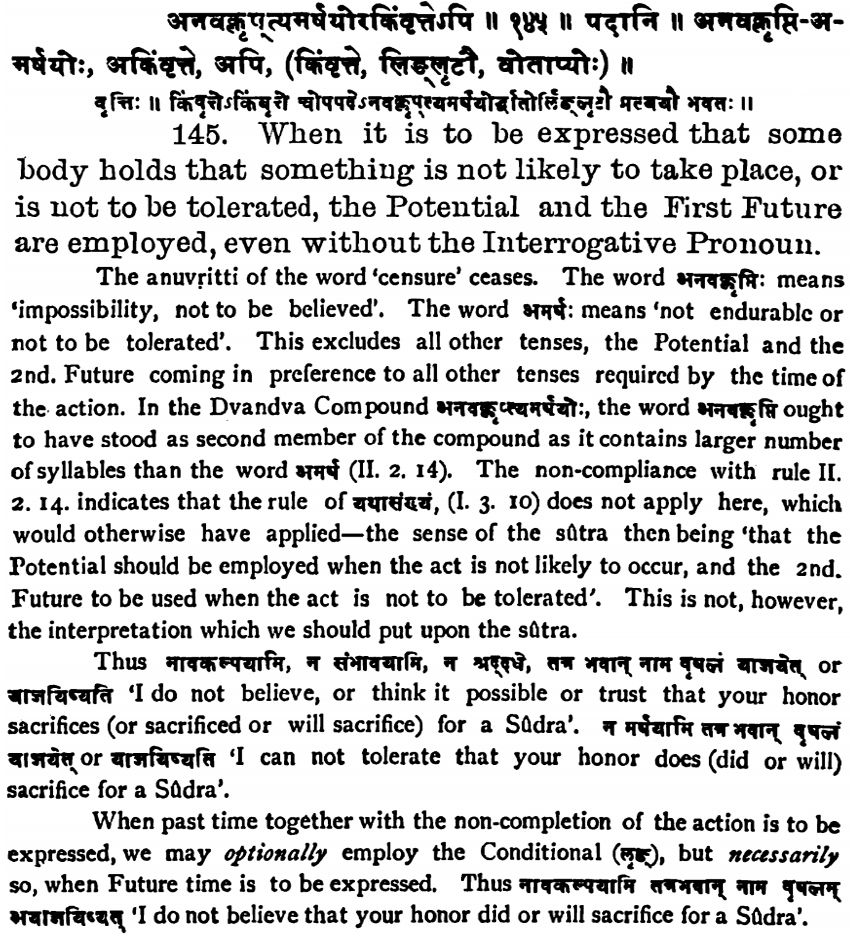 अनवक्लृप्त्यमर्षयोरकिंवृत्तेऽपि ॥ १४५ ॥ पदानि ॥ अनवक्लृप्ति-अ-
मर्षयोः, अकिंवृत्ते, अपि, (किंवृत्ते, लिङ्लृटौ, वोताप्योः) ॥
वृत्तिः ॥ किंवृत्तेऽकिंवृत्ते चोपपदेऽनवक्लृप्त्यमर्षयोर्द्धातोर्लिङ्लृटौ प्रत्ययौ भवतः ॥
145. When it is to be expressed that some
body holds that something is not likely to take place, or
is not to be tolerated, the Potential and the First Future
are employed, even without the Interrogative Pronoun.
The anuvṛitti of the word ‘censure’ ceases. The word अनवक्लृप्तिः means
‘impossibility, not to be believed’. The word अमर्षः means ‘not endurable or
not to be tolerated’. This excludes all other tenses, the Potential and the
2nd. Future coming in preference to all other tenses required by the time of
the action. In the Dvandva Compound अनवक्लृप्त्यमर्षयोः, the word अनवक्लृप्ति ought
to have stood as second member of the compound as it contains larger number
of syllables than the word अमर्ष (II. 2. 14). The non-compliance with rule II.
2. 14. indicates that the rule of यथासंख्यं, (I. 3. 10) does not apply here, which
would otherwise have applied—the sense of the sûtra then being ‘that the
Potential should be employed when the act is not likely to occur, and the 2nd.
Future to be used when the act is not to be tolerated’. This is not, however,
the interpretation which we should put upon the sûtra.
Thus नावकल्पयामि, न संभावयामि, न श्रद्दधे, तत्र भवान् नाम वृषलं याजयेत् or
याजयिष्यति ‘I do not believe, or think it possible or trust that your honor
sacrifices (or sacrificed or will sacrifice) for a Sûdra’. न मर्षयामि तत्र भवान् वृषलं
याजयेत् or याजयिष्यति ‘I can not tolerate that your honor does (did or will)
sacrifice for a Sûdra’.
When past time together with the non-completion of the action is to be
expressed, we may optionally employ the Conditional (लृङ्), but necessarily
so, when Future time is to be expressed. Thus नावकल्पयामि तत्रभवान् नाम वृषलम्
अयाजयिष्यत् ‘I do not believe that your honor did or will sacrifice for a Sûdra’.